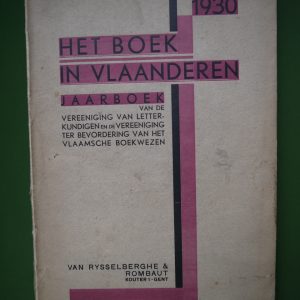 1930
HET BOEK
IN VLAANDEREN
JAARBOEK
VAN DE
VEREENIGING VAN LETTER-
KUNDIGEN EN DE VEREENIGING
TER BEVORDERING VAN HET
VLAAMSCHE BOEKWEZEN
VAN RYSSELBERGHE &
ROMBAUT
KOUTER 1 - GENT